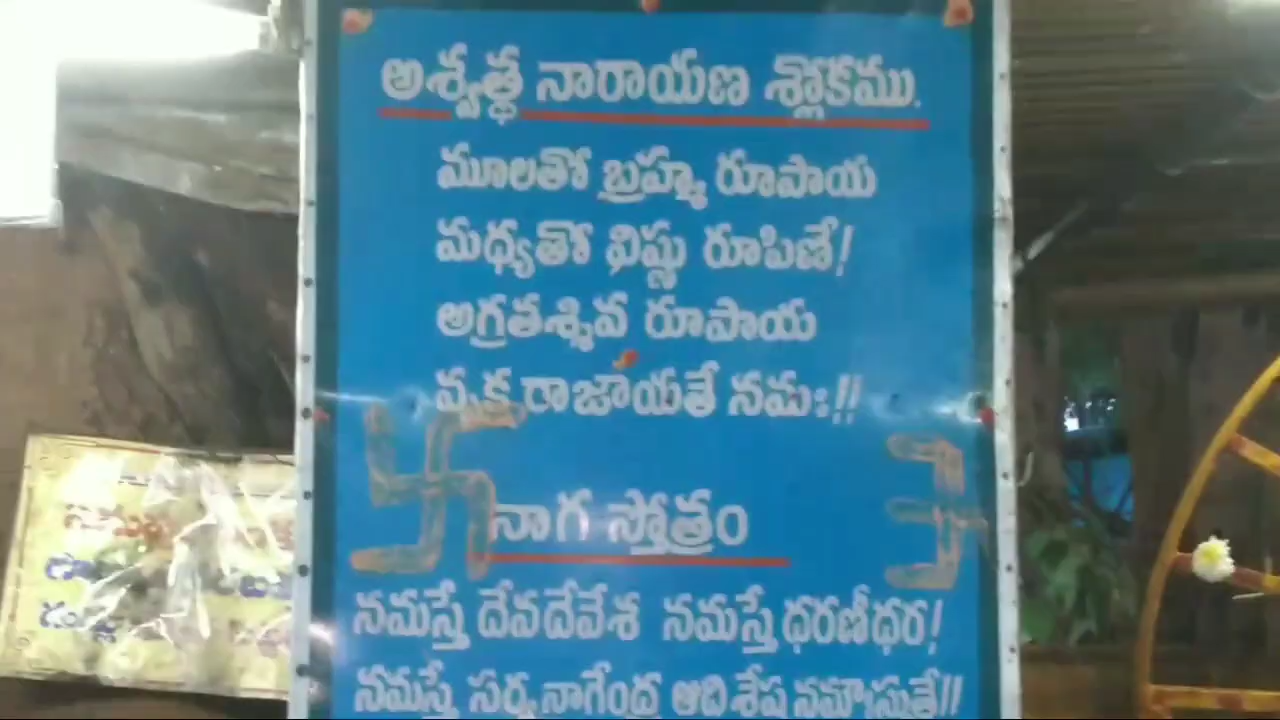 అశ్వత్థ నారాయణ శ్లోకము.
మూలతో బ్రహ్మ రూపాయ
మధ్యతో విష్ణు రూపిణే!
అగ్రతశ్శివ రూపాయ
వృక్ష రాజాయతే నమః!!
నాగ స్తోత్రం
నమస్తే దేవదేవేశ నమస్తే ధరణీధర!
నమస్తే సర్వనాగేంద్ర ఆదిశేష నమోస్తుతే!!